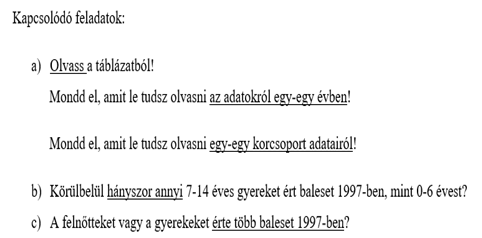 Kapcsolódó feladatok:
a) Olvass a táblázatból!
Mondd el, amit le tudsz olvasni az adatokról egy-egy évben!
Mondd el, amit le tudsz olvasni egy-egy korcsoport adatairól!
b) Körülbelül hányszor annyi 7-14 éves gyereket ért baleset 1997-ben, mint 0-6 évest?
c) A felnőtteket vagy a gyerekeket érte több baleset 1997-ben?